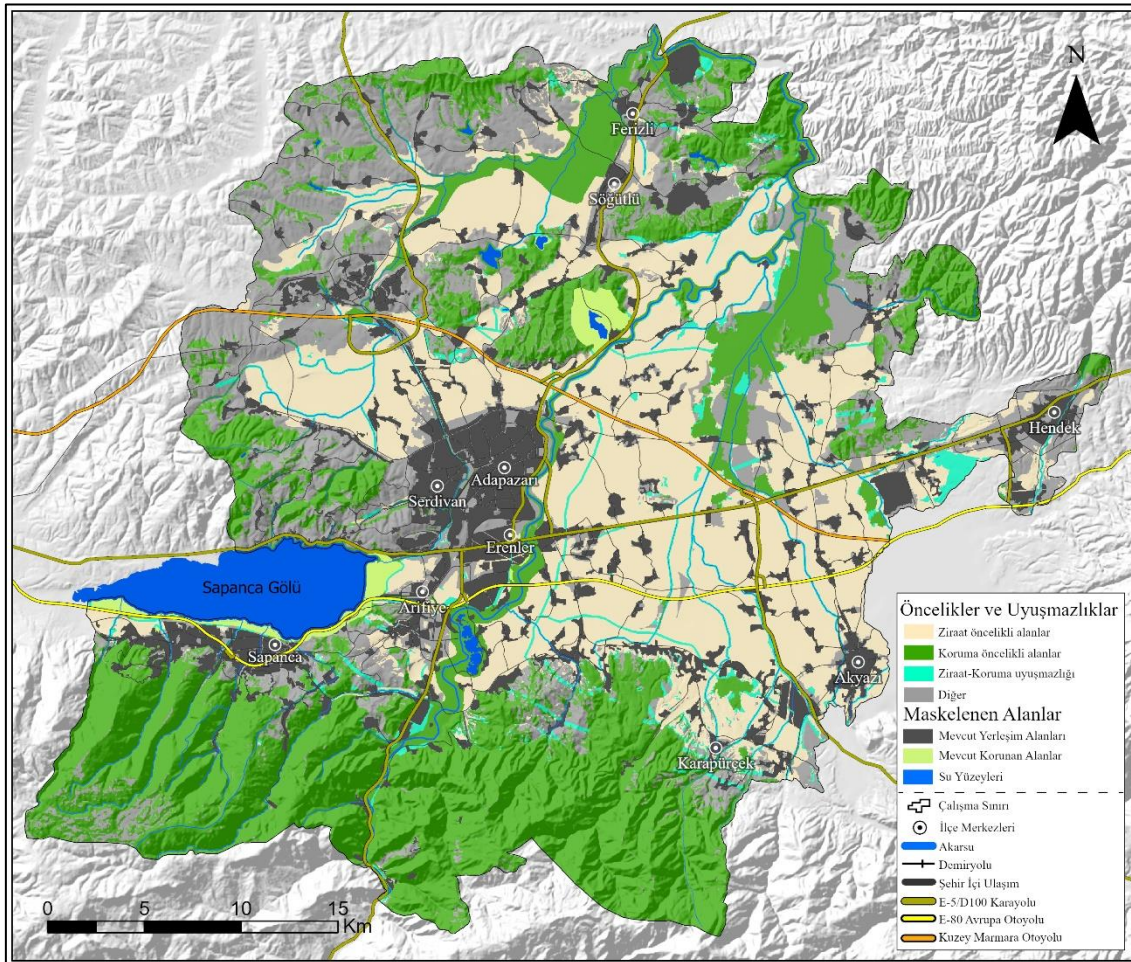 N
Ferizli
Söğütlü
Hendek
Adapazarı
Serdivan
Erenler
Sapanca Gölü
Arifiye
Sapanca
Akyazı
Karapürçek
0 5 10 15
Km
Öncelikler ve Uyuşmazlıklar
Ziraat öncelikli alanlar
Koruma öncelikli alanlar
Ziraat-Koruma uyuşmazlığı
Diğer
Maskelenen Alanlar
Mevcut Yerleşim Alanları
Mevcut Korunan Alanlar
Su Yüzeyleri
Çalışma Sınırı
İlçe Merkezleri
Akarsu
Demiryolu
Şehir İçi Ulaşım
E-5/D100 Karayolu
E-80 Avrupa Otoyolu
Kuzey Marmara Otoyolu